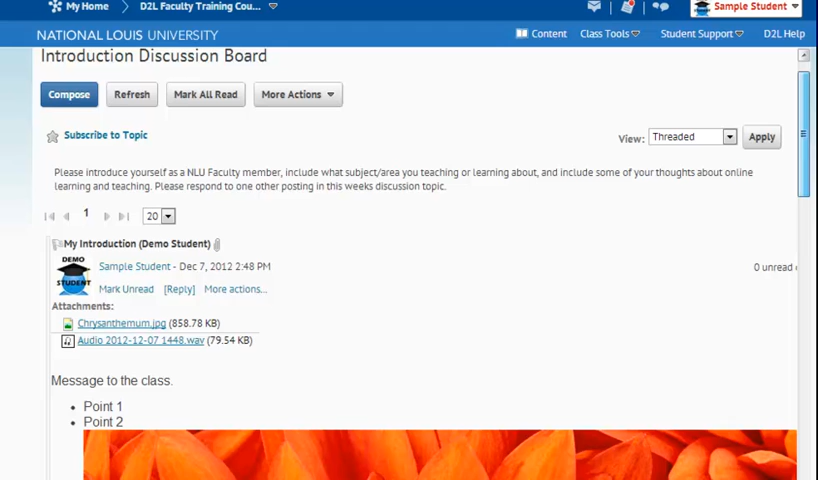 My Home D2L Faculty Training Cou... Sample Student
NATIONAL LOUIS UNIVERSITY Content Class Tools Student Support D2L Help
Introduction Discussion Board
Compose Refresh Mark All Read More Actions
Subscribe to Topic View: Threaded Apply
Please introduce yourself as a NLU Faculty member, include what subject/area you teaching or learning about, and include some of your thoughts about online
learning and teaching. Please respond to one other posting in this weeks discussion topic.
1 20
My Introduction (Demo Student)
DEMO
STUDENT
Sample Student - Dec 7, 2012 2:48 PM 0 unread
Mark Unread [Reply] More actions...
Attachments:
Chrysanthemum.jpg (858.78 KB)
Audio 2012-12-07 1448.wav (79.54 KB)
Message to the class.
• Point 1
• Point 2